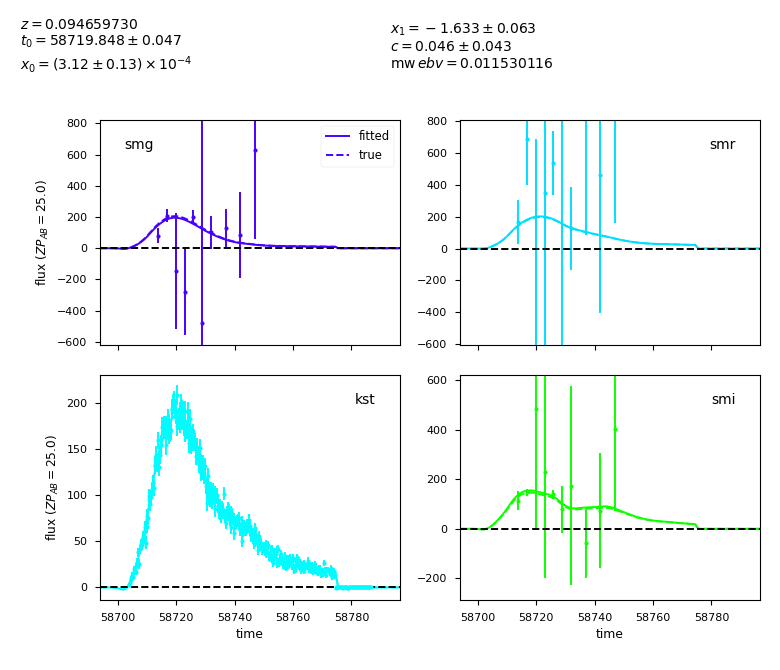 z = 0.094659730
t₀ = 58719.848 ± 0.047
x₀ = (3.12 ± 0.13) × 10⁻⁴
x₁ = −1.633 ± 0.063
c = 0.046 ± 0.043
mw ebv = 0.011530116
smg
fitted
true
800
600
400
200
0
−200
−400
−600
flux (ZP_AB = 25.0)
smr
800
600
400
200
0
−200
−400
−600
kst
200
150
100
50
0
flux (ZP_AB = 25.0)
58700 58720 58740 58760 58780
time
smi
600
400
200
0
−200
58700 58720 58740 58760 58780
time